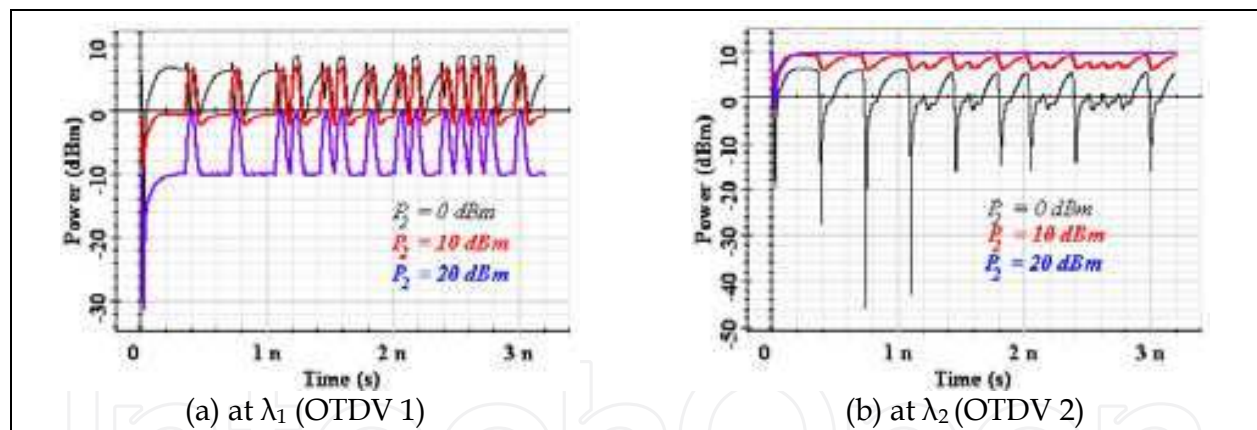 10
0
-10
-20
-30
Power (dBm)
P₂ = 0 dBm
P₂ = 10 dBm
P₂ = 20 dBm
0 1 n 2 n 3 n
Time (s)
(a) at λ₁ (OTDV 1)
10
0
-10
-20
-30
-40
-50
Power (dBm)
P₂ = 0 dBm
P₂ = 10 dBm
P₂ = 20 dBm
0 1 n 2 n 3 n
Time (s)
(b) at λ₂ (OTDV 2)